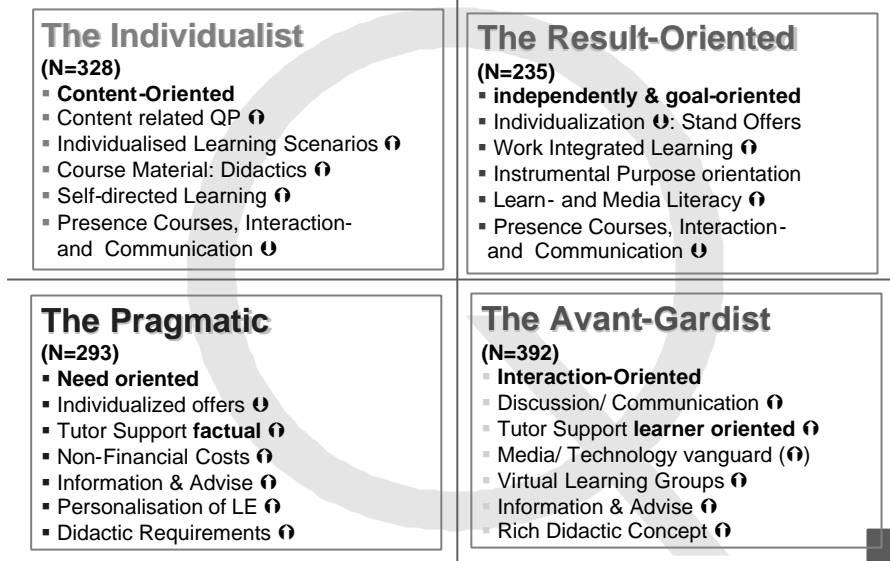 The Individualist
(N=328)
▪ Content-Oriented
▪ Content related QP ⋂
▪ Individualised Learning Scenarios ⋂
▪ Course Material: Didactics ⋂
▪ Self-directed Learning ⋂
▪ Presence Courses, Interaction-
and Communication ⋃
The Result-Oriented
(N=235)
▪ independently & goal-oriented
▪ Individualization ⋃: Stand Offers
▪ Work Integrated Learning ⋂
▪ Instrumental Purpose orientation
▪ Learn- and Media Literacy ⋂
▪ Presence Courses, Interaction-
and Communication ⋃
The Pragmatic
(N=293)
▪ Need oriented
▪ Individualized offers ⋃
▪ Tutor Support factual ⋂
▪ Non-Financial Costs ⋂
▪ Information & Advise ⋂
▪ Personalisation of LE ⋂
▪ Didactic Requirements ⋂
The Avant-Gardist
(N=392)
▪ Interaction-Oriented
▪ Discussion/ Communication ⋂
▪ Tutor Support learner oriented ⋂
▪ Media/ Technology vanguard (⋂)
▪ Virtual Learning Groups ⋂
▪ Information & Advise ⋂
▪ Rich Didactic Concept ⋂